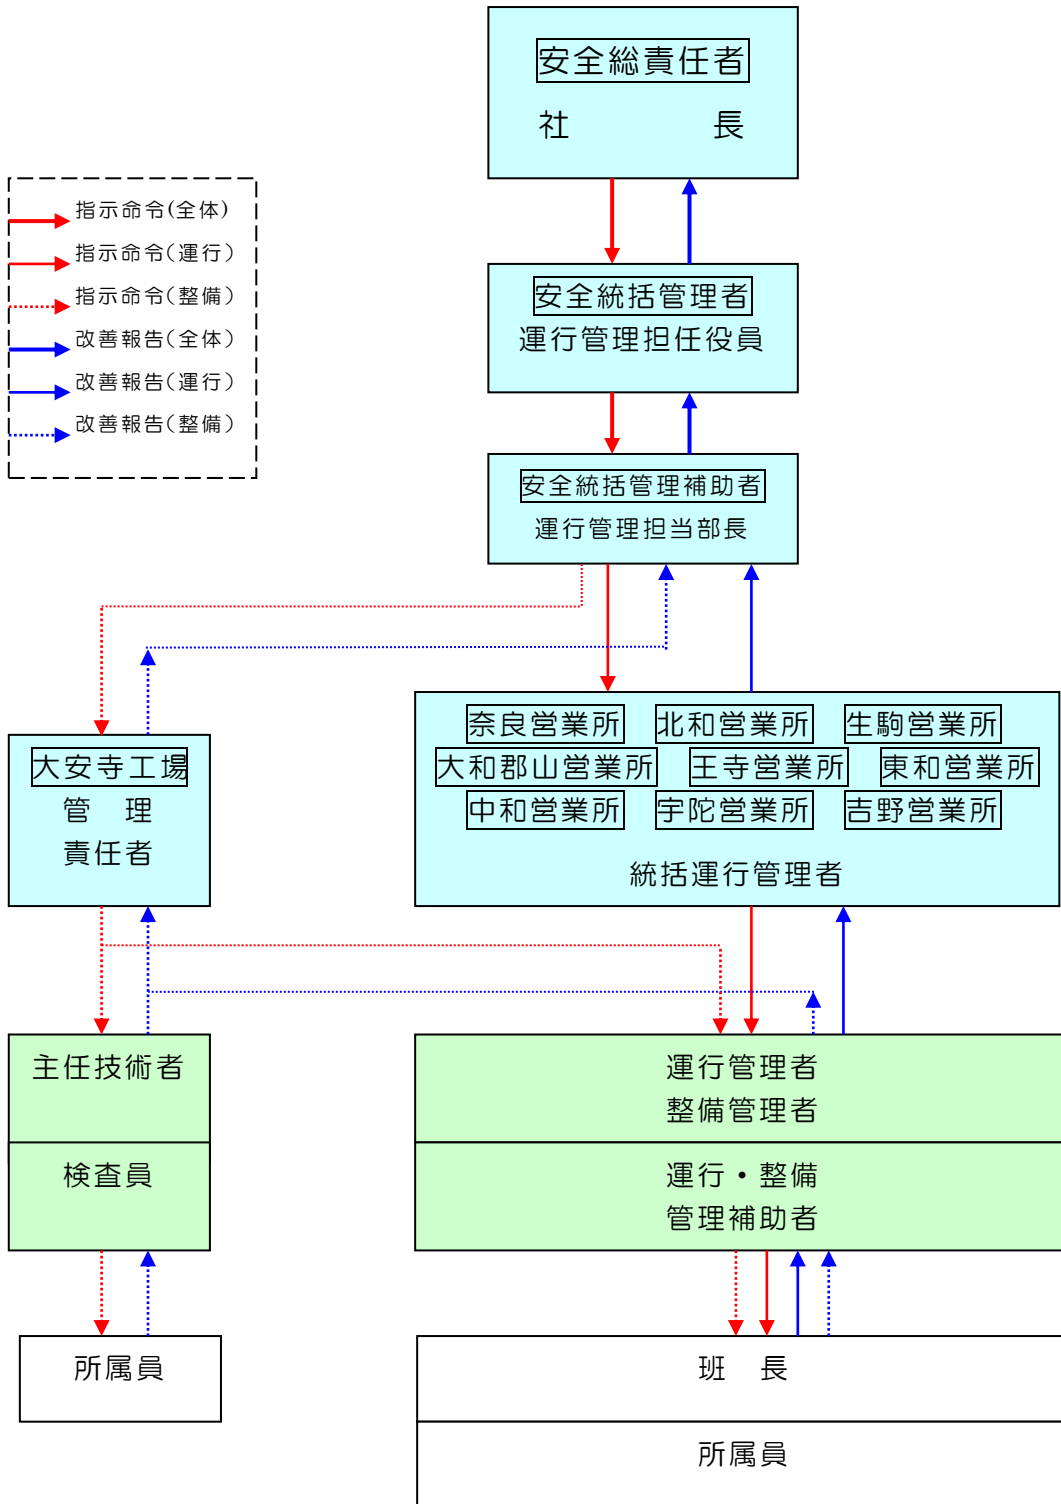 安全総責任者
社　長
指示命令(全体)
指示命令(運行)
指示命令(整備)
改善報告(全体)
改善報告(運行)
改善報告(整備)
安全統括管理者
運行管理担任役員
安全統括管理補助者
運行管理担当部長
大安寺工場
管　理
責任者
奈良営業所　北和営業所　生駒営業所
大和郡山営業所　王寺営業所　東和営業所
中和営業所　宇陀営業所　吉野営業所
統括運行管理者
主任技術者
検査員
運行管理者
整備管理者
運行・整備
管理補助者
所属員
班　長
所属員